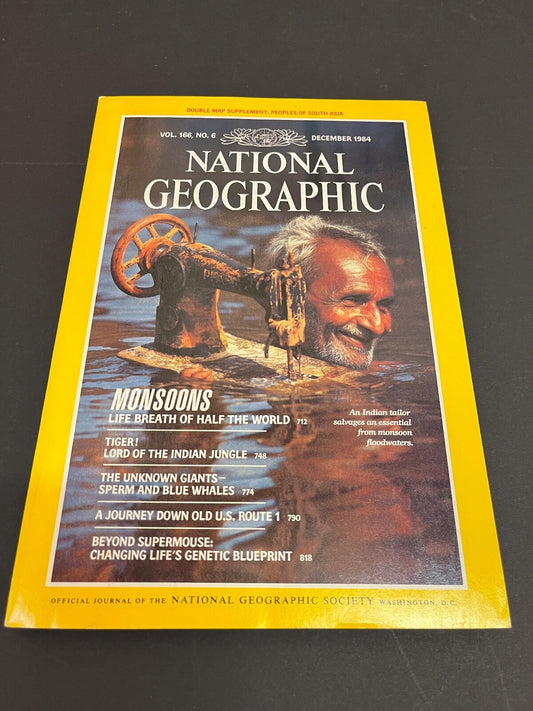 DOUBLE MAP SUPPLEMENT: PEOPLES OF SOUTH ASIA
VOL. 166, NO. 6 DECEMBER 1984
NATIONAL
GEOGRAPHIC
MONSOONS
LIFE BREATH OF HALF THE WORLD 712
TIGER!
LORD OF THE INDIAN JUNGLE 748
THE UNKNOWN GIANTS—
SPERM AND BLUE WHALES 774
A JOURNEY DOWN OLD U.S. ROUTE 1 790
BEYOND SUPERMOUSE:
CHANGING LIFE'S GENETIC BLUEPRINT 818
An Indian tailor
salvages an essential
from monsoon
floodwaters.
OFFICIAL JOURNAL OF THE NATIONAL GEOGRAPHIC SOCIETY WASHINGTON, D.C.